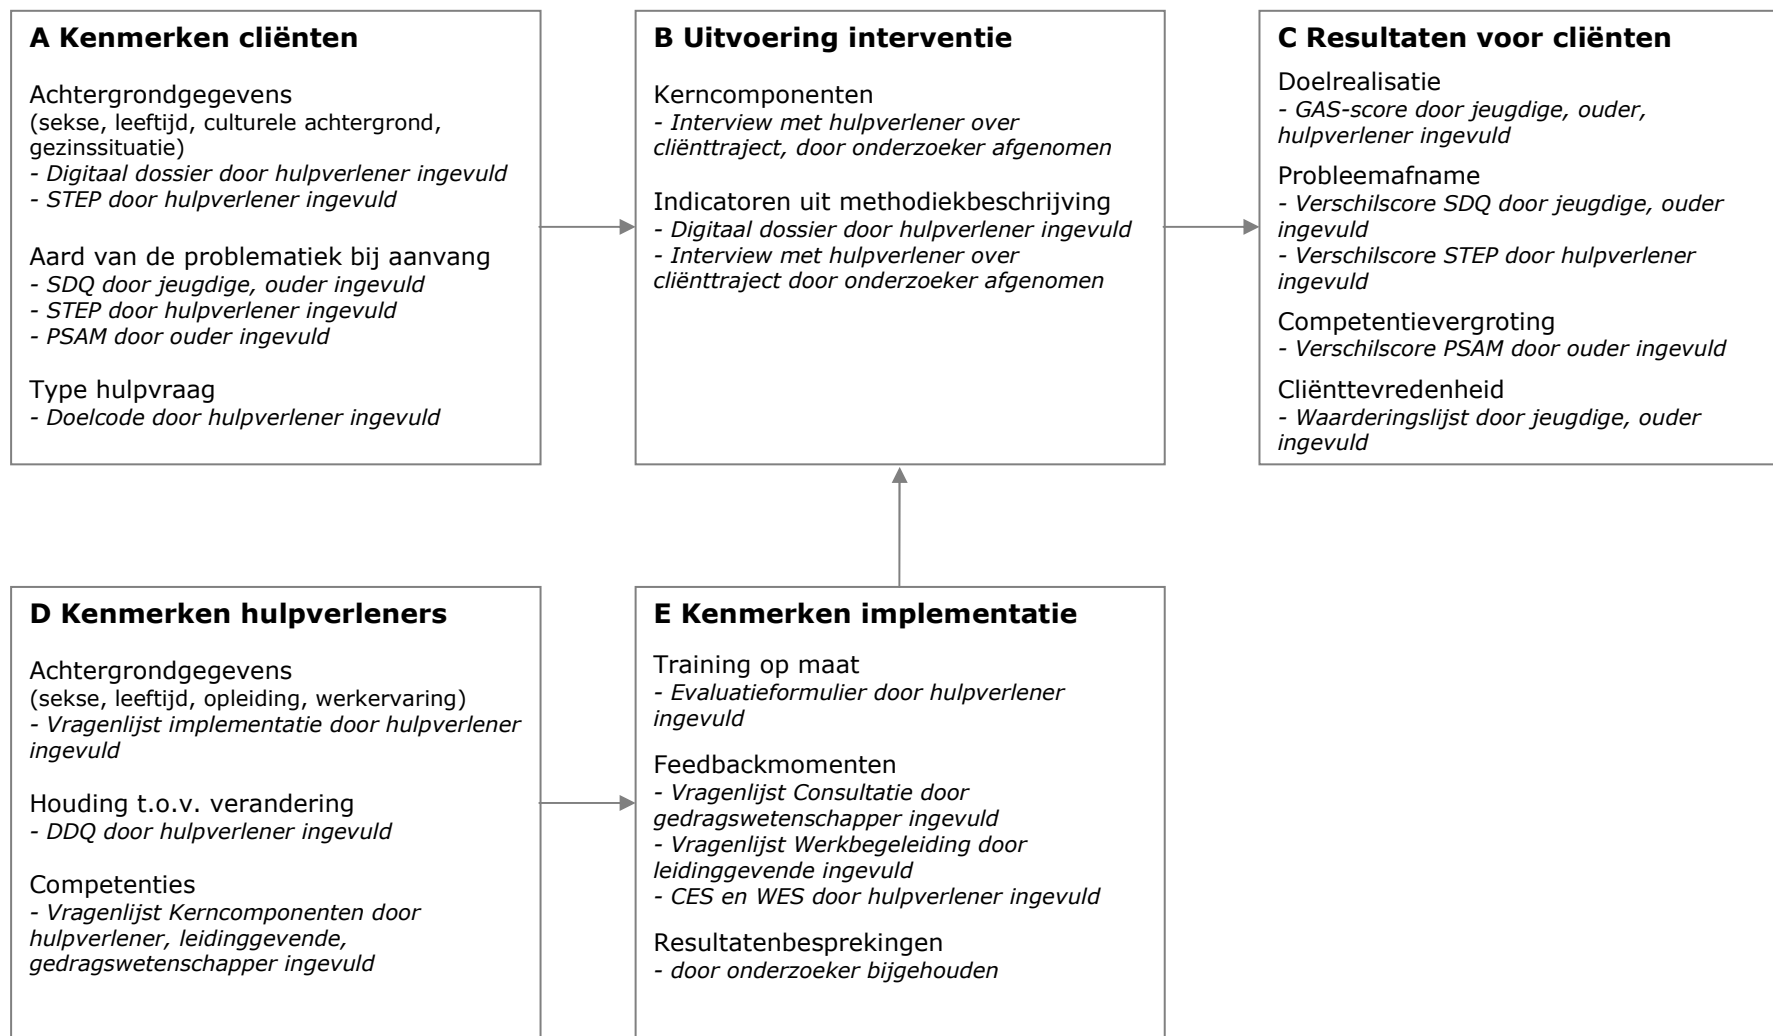 A Kenmerken cliënten
Achtergrondgegevens
(sekse, leeftijd, culturele achtergrond,
gezinssituatie)
- Digitaal dossier door hulpverlener ingevuld
- STEP door hulpverlener ingevuld
Aard van de problematiek bij aanvang
- SDQ door jeugdige, ouder ingevuld
- STEP door hulpverlener ingevuld
- PSAM door ouder ingevuld
Type hulpvraag
- Doelcode door hulpverlener ingevuld
B Uitvoering interventie
Kerncomponenten
- Interview met hulpverlener over
cliënttraject, door onderzoeker afgenomen
Indicatoren uit methodiekbeschrijving
- Digitaal dossier door hulpverlener ingevuld
- Interview met hulpverlener over
cliënttraject door onderzoeker afgenomen
C Resultaten voor cliënten
Doelrealisatie
- GAS-score door jeugdige, ouder,
hulpverlener ingevuld
Probleemafname
- Verschilscore SDQ door jeugdige, ouder
ingevuld
- Verschilscore STEP door hulpverlener
ingevuld
Competentievergroting
- Verschilscore PSAM door ouder ingevuld
Cliënttevredenheid
- Waarderingslijst door jeugdige, ouder
ingevuld
D Kenmerken hulpverleners
Achtergrondgegevens
(sekse, leeftijd, opleiding, werkervaring)
- Vragenlijst implementatie door hulpverlener
ingevuld
Houding t.o.v. verandering
- DDQ door hulpverlener ingevuld
Competenties
- Vragenlijst Kerncomponenten door
hulpverlener, leidinggevende,
gedragswetenschapper ingevuld
E Kenmerken implementatie
Training op maat
- Evaluatieformulier door hulpverlener
ingevuld
Feedbackmomenten
- Vragenlijst Consultatie door
gedragswetenschapper ingevuld
- Vragenlijst Werkbegeleiding door
leidinggevende ingevuld
- CES en WES door hulpverlener ingevuld
Resultatenbesprekingen
- door onderzoeker bijgehouden